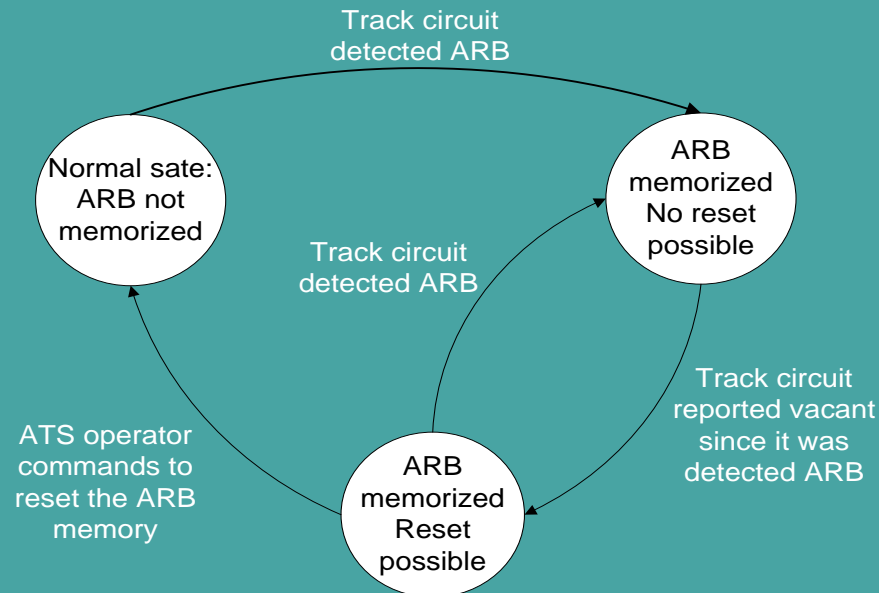 Track circuit
detected ARB
Normal sate:
ARB not
memorized
ARB
memorized
No reset
possible
Track circuit
detected ARB
Track circuit
reported vacant
since it was
detected ARB
ATS operator
commands to
reset the ARB
memory
ARB
memorized
Reset
possible